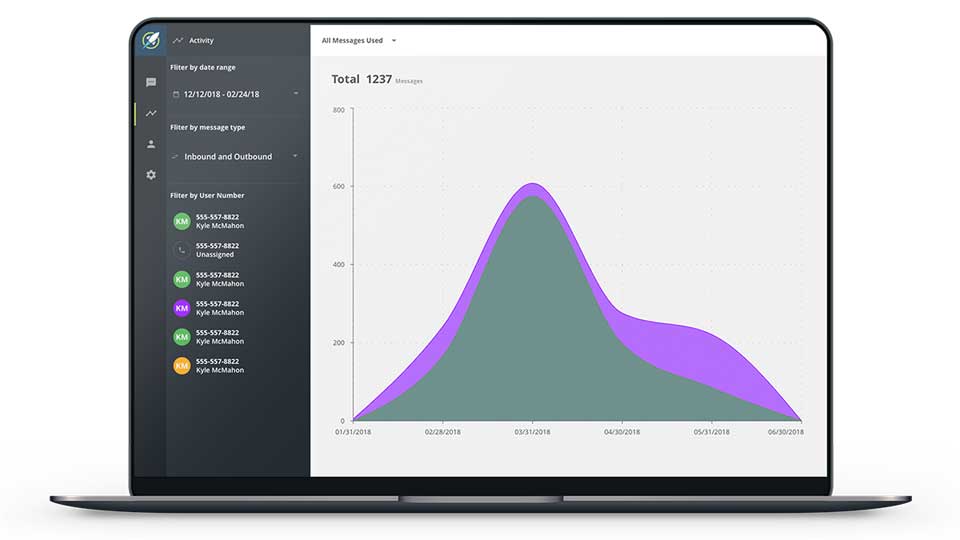 Activity
Fliter by date range
12/12/018 - 02/24/18
Fliter by message type
Inbound and Outbound
Fliter by User Number
KM
555-557-8822
Kyle McMahon
555-557-8822
Unassigned
KM
555-557-8822
Kyle McMahon
KM
555-557-8822
Kyle McMahon
KM
555-557-8822
Kyle McMahon
KM
555-557-8822
Kyle McMahon
All Messages Used
Total 1237 Messages
800
600
400
200
0
01/31/2018 02/28/2018 03/31/2018 04/30/2018 05/31/2018 06/30/2018